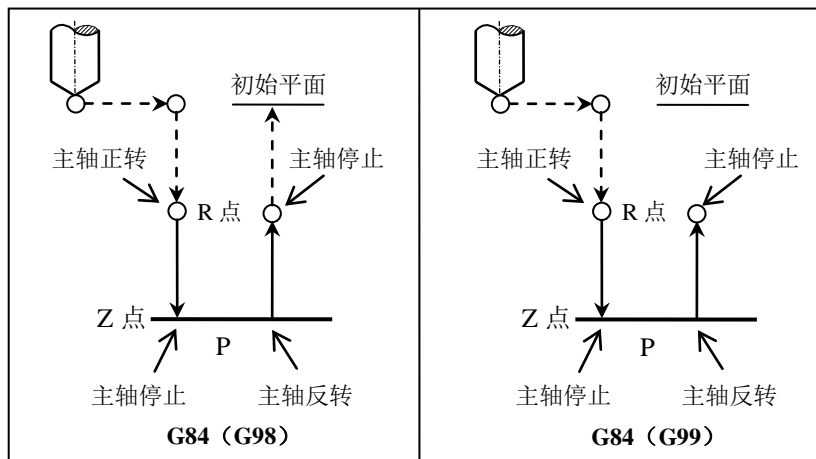 初始平面
主轴正转
主轴停止
R 点
Z 点
P
主轴停止
主轴反转
G84（G98）
初始平面
主轴正转
主轴停止
R 点
Z 点
P
主轴停止
主轴反转
G84（G99）